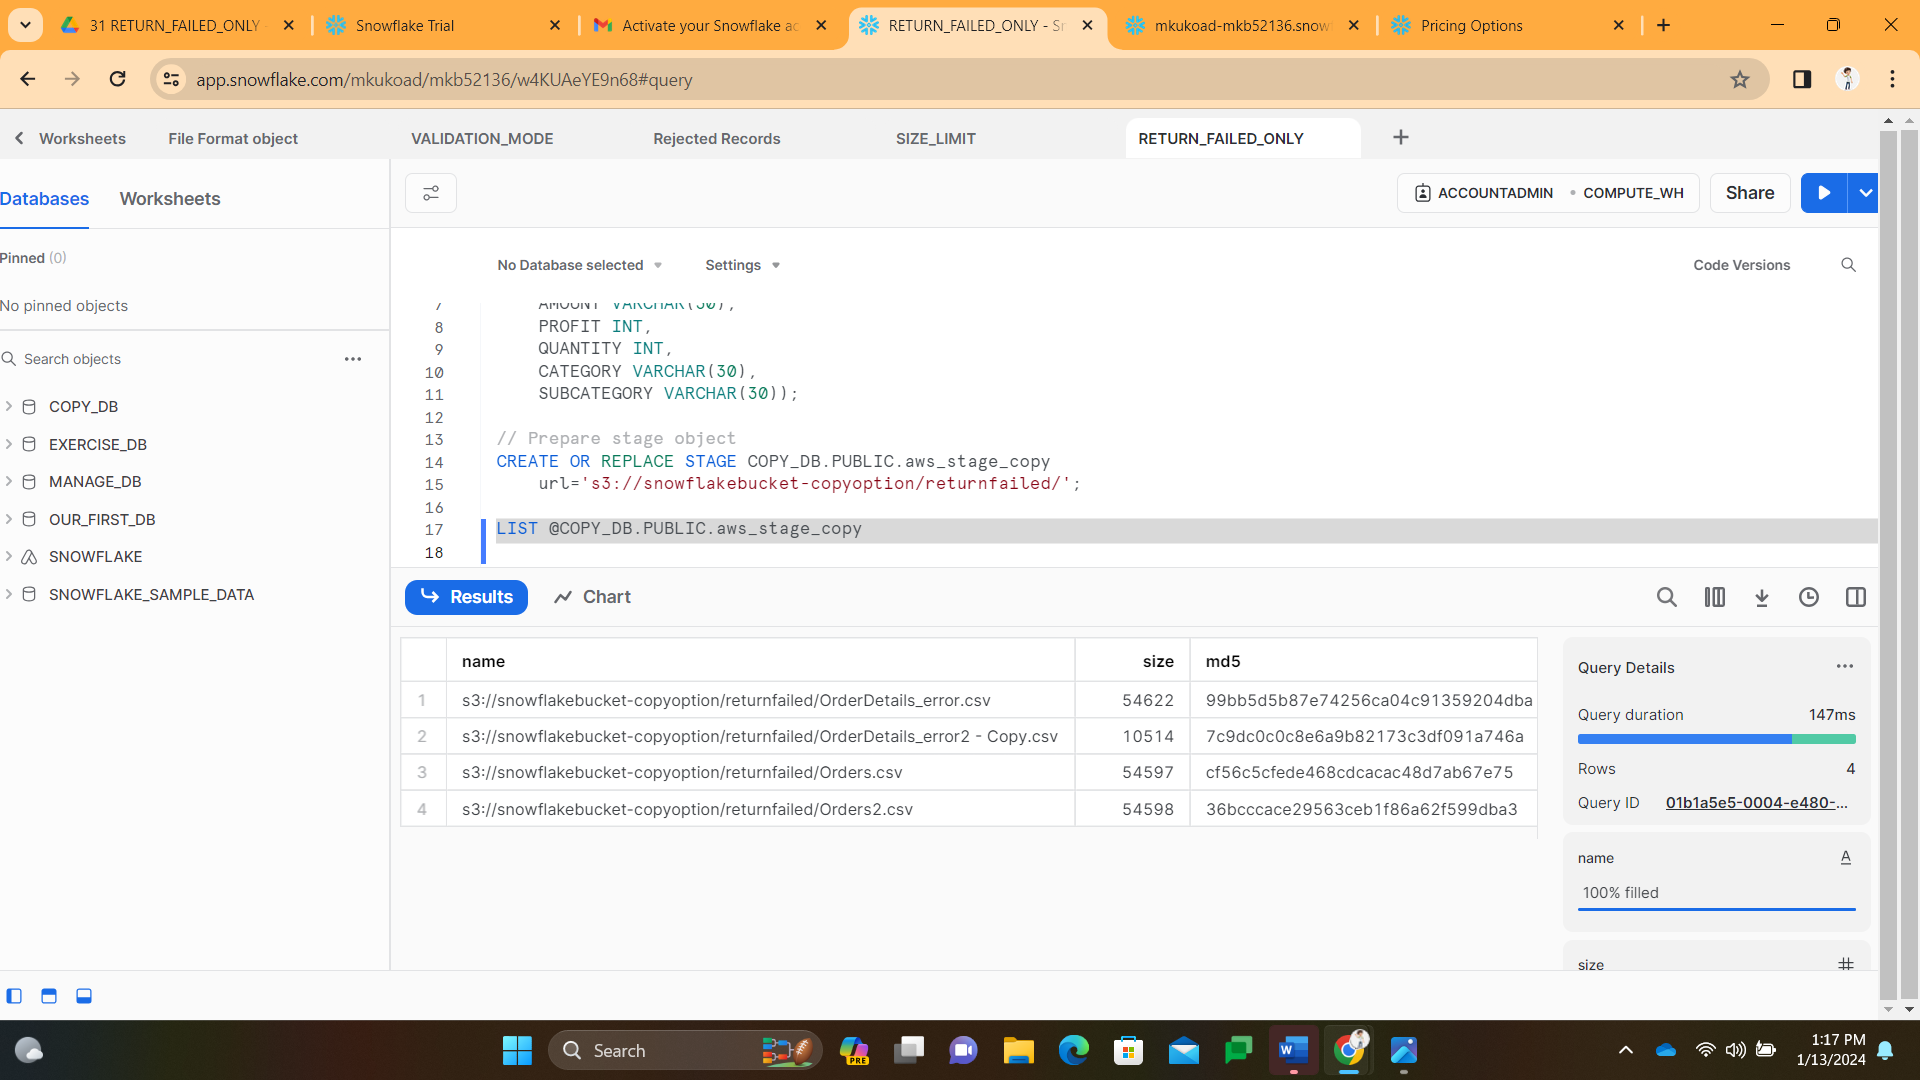 31 RETURN_FAILED_ONLY
Snowflake Trial
Activate your Snowflake ac
RETURN_FAILED_ONLY - Sn
mkukoad-mkb52136.snowf
Pricing Options
app.snowflake.com/mkukoad/mkb52136/w4KUAeYE9n68#query
Worksheets
File Format object
VALIDATION_MODE
Rejected Records
SIZE_LIMIT
RETURN_FAILED_ONLY
Databases
Worksheets
ACCOUNTADMIN • COMPUTE_WH
Share
Pinned (0)
No pinned objects
Search objects
COPY_DB
EXERCISE_DB
MANAGE_DB
OUR_FIRST_DB
SNOWFLAKE
SNOWFLAKE_SAMPLE_DATA
No Database selected
Settings
Code Versions
7 AMOUNT VARCHAR(30),
8 PROFIT INT,
9 QUANTITY INT,
10 CATEGORY VARCHAR(30),
11 SUBCATEGORY VARCHAR(30));
12
13 // Prepare stage object
14 CREATE OR REPLACE STAGE COPY_DB.PUBLIC.aws_stage_copy
15 url='s3://snowflakebucket-copyoption/returnfailed/';
16
17 LIST @COPY_DB.PUBLIC.aws_stage_copy
18
Results
Chart
name size md5
1 s3://snowflakebucket-copyoption/returnfailed/OrderDetails_error.csv 54622 99bb5d5b87e74256ca04c91359204dba
2 s3://snowflakebucket-copyoption/returnfailed/OrderDetails_error2 - Copy.csv 10514 7c9dc0c0c8e6a9b82173c3df091a746a
3 s3://snowflakebucket-copyoption/returnfailed/Orders.csv 54597 cf56c5cfede468cdcacac48d7ab67e75
4 s3://snowflakebucket-copyoption/returnfailed/Orders2.csv 54598 36bcccace29563ceb1f86a62f599dba3
Query Details
Query duration 147ms
Rows 4
Query ID 01b1a5e5-0004-e480-...
name A
100% filled
size #
Search
PRE
W
1:17 PM
1/13/2024